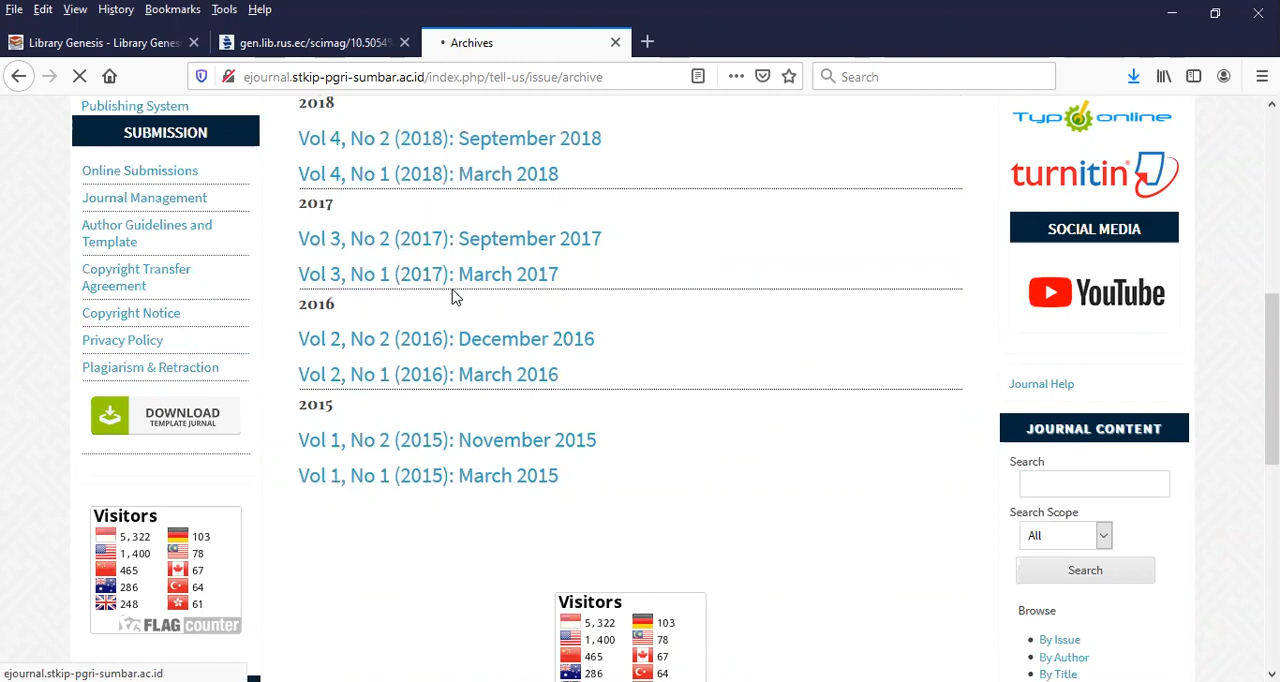 File Edit View History Bookmarks Tools Help
Library Genesis - Library Genes
gen.lib.rus.ec/scimag/10.5054
• Archives
ejournal.stkip-pgri-sumbar.ac.id/index.php/tell-us/issue/archive
Search
Publishing System
SUBMISSION
Online Submissions
Journal Management
Author Guidelines and
Template
Copyright Transfer
Agreement
Copyright Notice
Privacy Policy
Plagiarism & Retraction
DOWNLOAD
TEMPLATE JURNAL
Visitors
5,322 103
1,400 78
465 67
286 64
248 61
FLAG counter
ejournal.stkip-pgri-sumbar.ac.id
2018
Vol 4, No 2 (2018): September 2018
Vol 4, No 1 (2018): March 2018
2017
Vol 3, No 2 (2017): September 2017
Vol 3, No 1 (2017): March 2017
2016
Vol 2, No 2 (2016): December 2016
Vol 2, No 1 (2016): March 2016
2015
Vol 1, No 2 (2015): November 2015
Vol 1, No 1 (2015): March 2015
Visitors
5,322 103
1,400 78
465 67
286 64
Typoonline
turnitin
SOCIAL MEDIA
YouTube
Journal Help
JOURNAL CONTENT
Search
Search Scope
All
Search
Browse
• By Issue
• By Author
• By Title